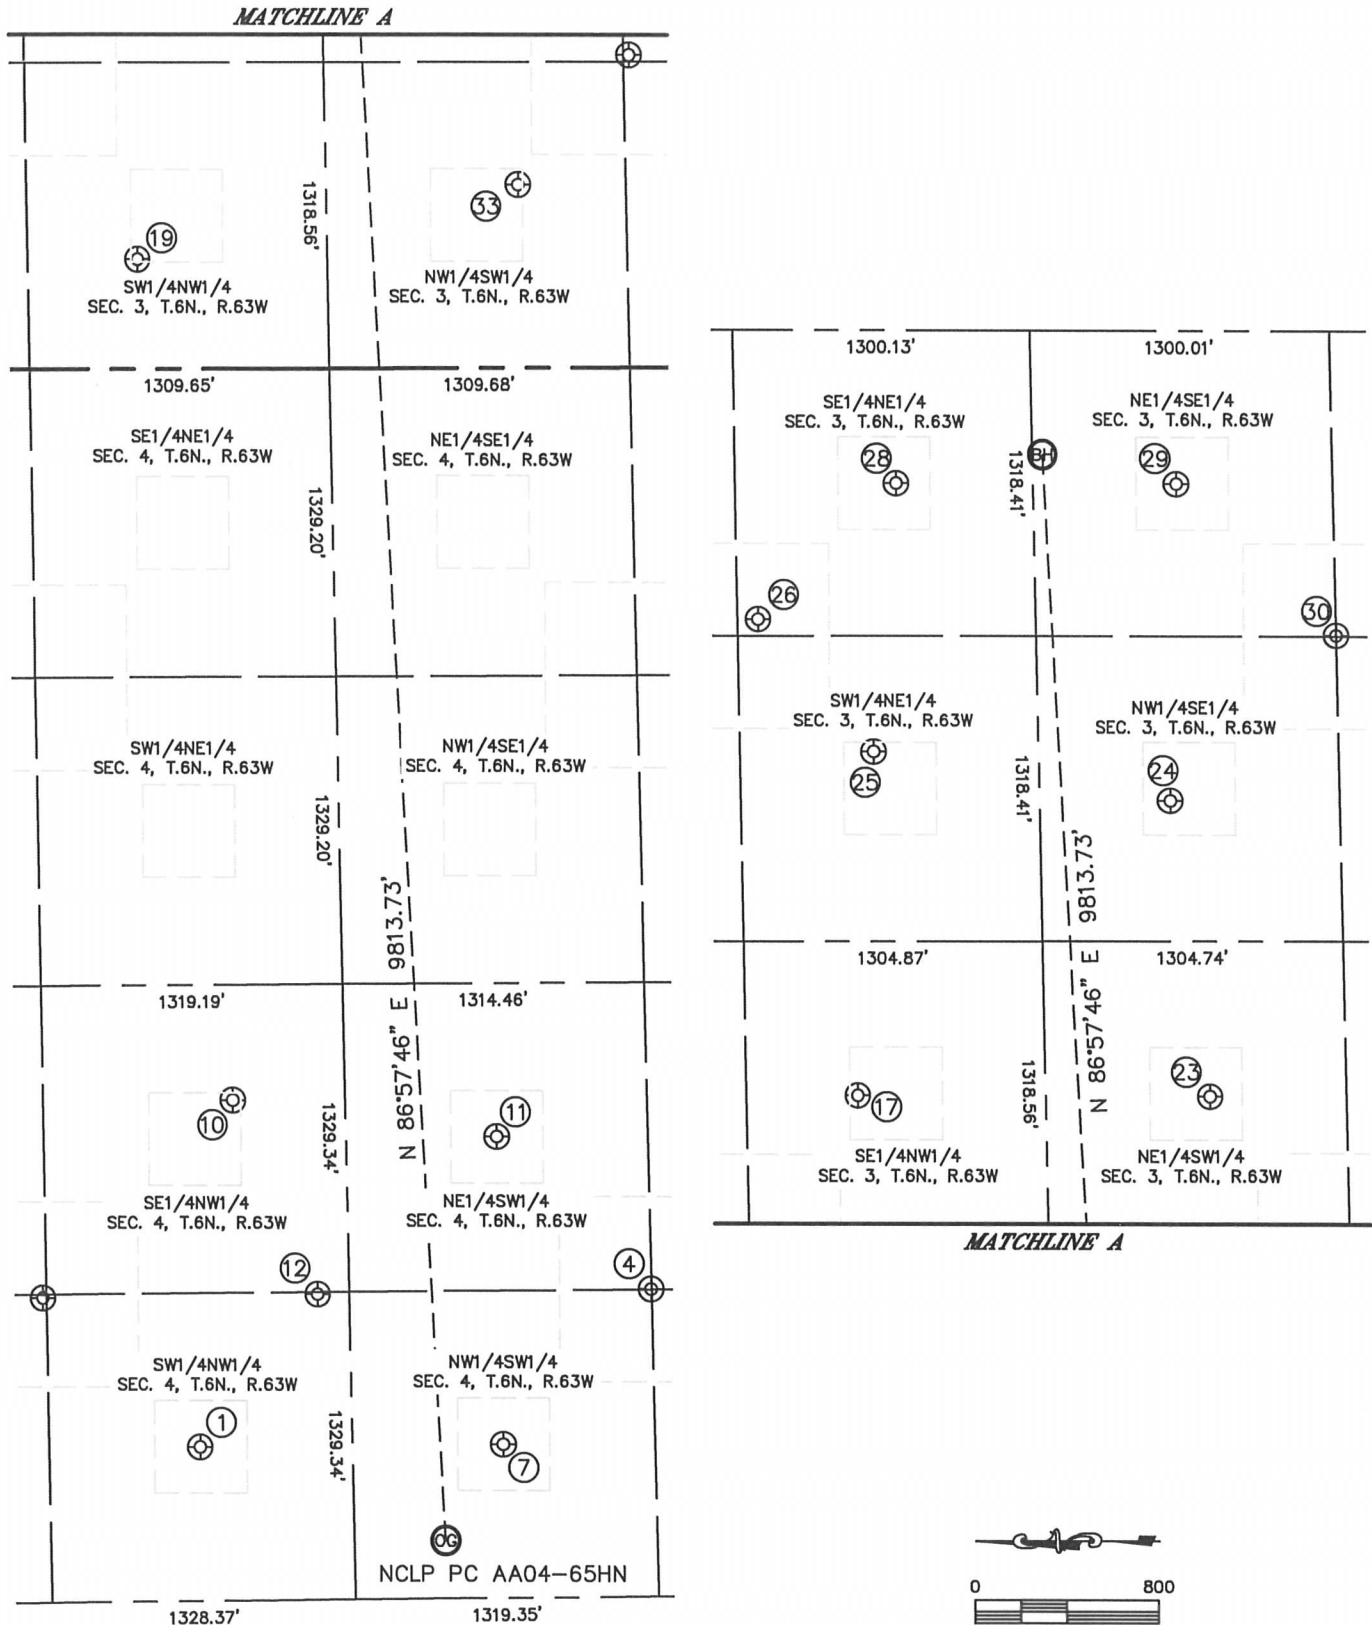 MATCHLINE A
33
1318.56'
19
SW1/4NW1/4
SEC. 3, T.6N., R.63W
NW1/4SW1/4
SEC. 3, T.6N., R.63W
1309.65'
1309.68'
SE1/4NE1/4
SEC. 4, T.6N., R.63W
NE1/4SE1/4
SEC. 4, T.6N., R.63W
1329.20'
SW1/4NE1/4
SEC. 4, T.6N., R.63W
NW1/4SE1/4
SEC. 4, T.6N., R.63W
1329.20'
N 86°57'46" E 9813.73'
1319.19'
1314.46'
10
11
1329.34'
SE1/4NW1/4
SEC. 4, T.6N., R.63W
NE1/4SW1/4
SEC. 4, T.6N., R.63W
12
4
SW1/4NW1/4
SEC. 4, T.6N., R.63W
NW1/4SW1/4
SEC. 4, T.6N., R.63W
1
7
1329.34'
OG
NCLP PC AA04-65HN
1328.37'
1319.35'
1300.13'
1300.01'
SE1/4NE1/4
SEC. 3, T.6N., R.63W
NE1/4SE1/4
SEC. 3, T.6N., R.63W
28
BH
29
1318.41'
26
30
SW1/4NE1/4
SEC. 3, T.6N., R.63W
NW1/4SE1/4
SEC. 3, T.6N., R.63W
25
24
1318.41'
N 86°57'46" E 9813.73'
1304.87'
1304.74'
17
23
1318.56'
SE1/4NW1/4
SEC. 3, T.6N., R.63W
NE1/4SW1/4
SEC. 3, T.6N., R.63W
MATCHLINE A
0 800